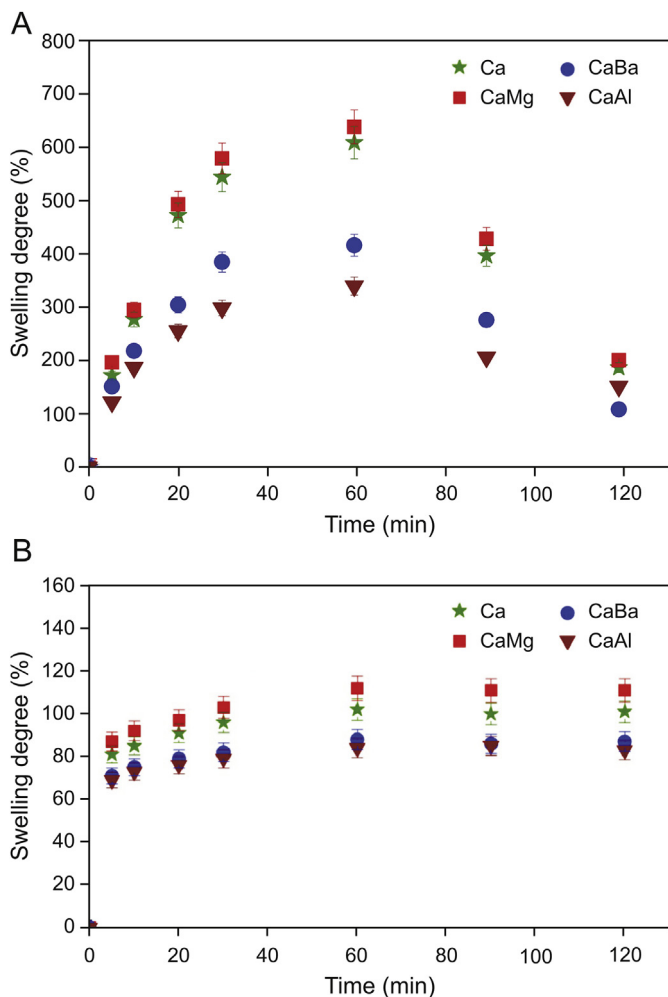 A
800
700
600
500
400
300
200
100
0
Swelling degree (%)
Ca
CaBa
CaMg
CaAl
0 20 40 60 80 100 120
Time (min)
B
160
140
120
100
80
60
40
20
0
Swelling degree (%)
Ca
CaBa
CaMg
CaAl
0 20 40 60 80 100 120
Time (min)